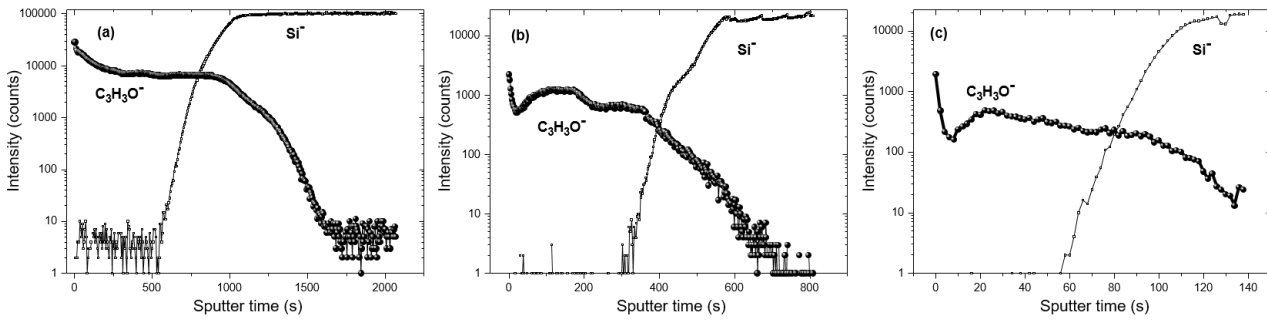 (a)
Si⁻
C₃H₃O⁻
Intensity (counts)
100000
10000
1000
100
10
1
0
500
1000
1500
2000
Sputter time (s)
(b)
Si⁻
C₃H₃O⁻
Intensity (counts)
10000
1000
100
10
1
0
200
400
600
800
Sputter time (s)
(c)
Si⁻
C₃H₃O⁻
Intensity (counts)
10000
1000
100
10
1
0
20
40
60
80
100
120
140
Sputter time (s)